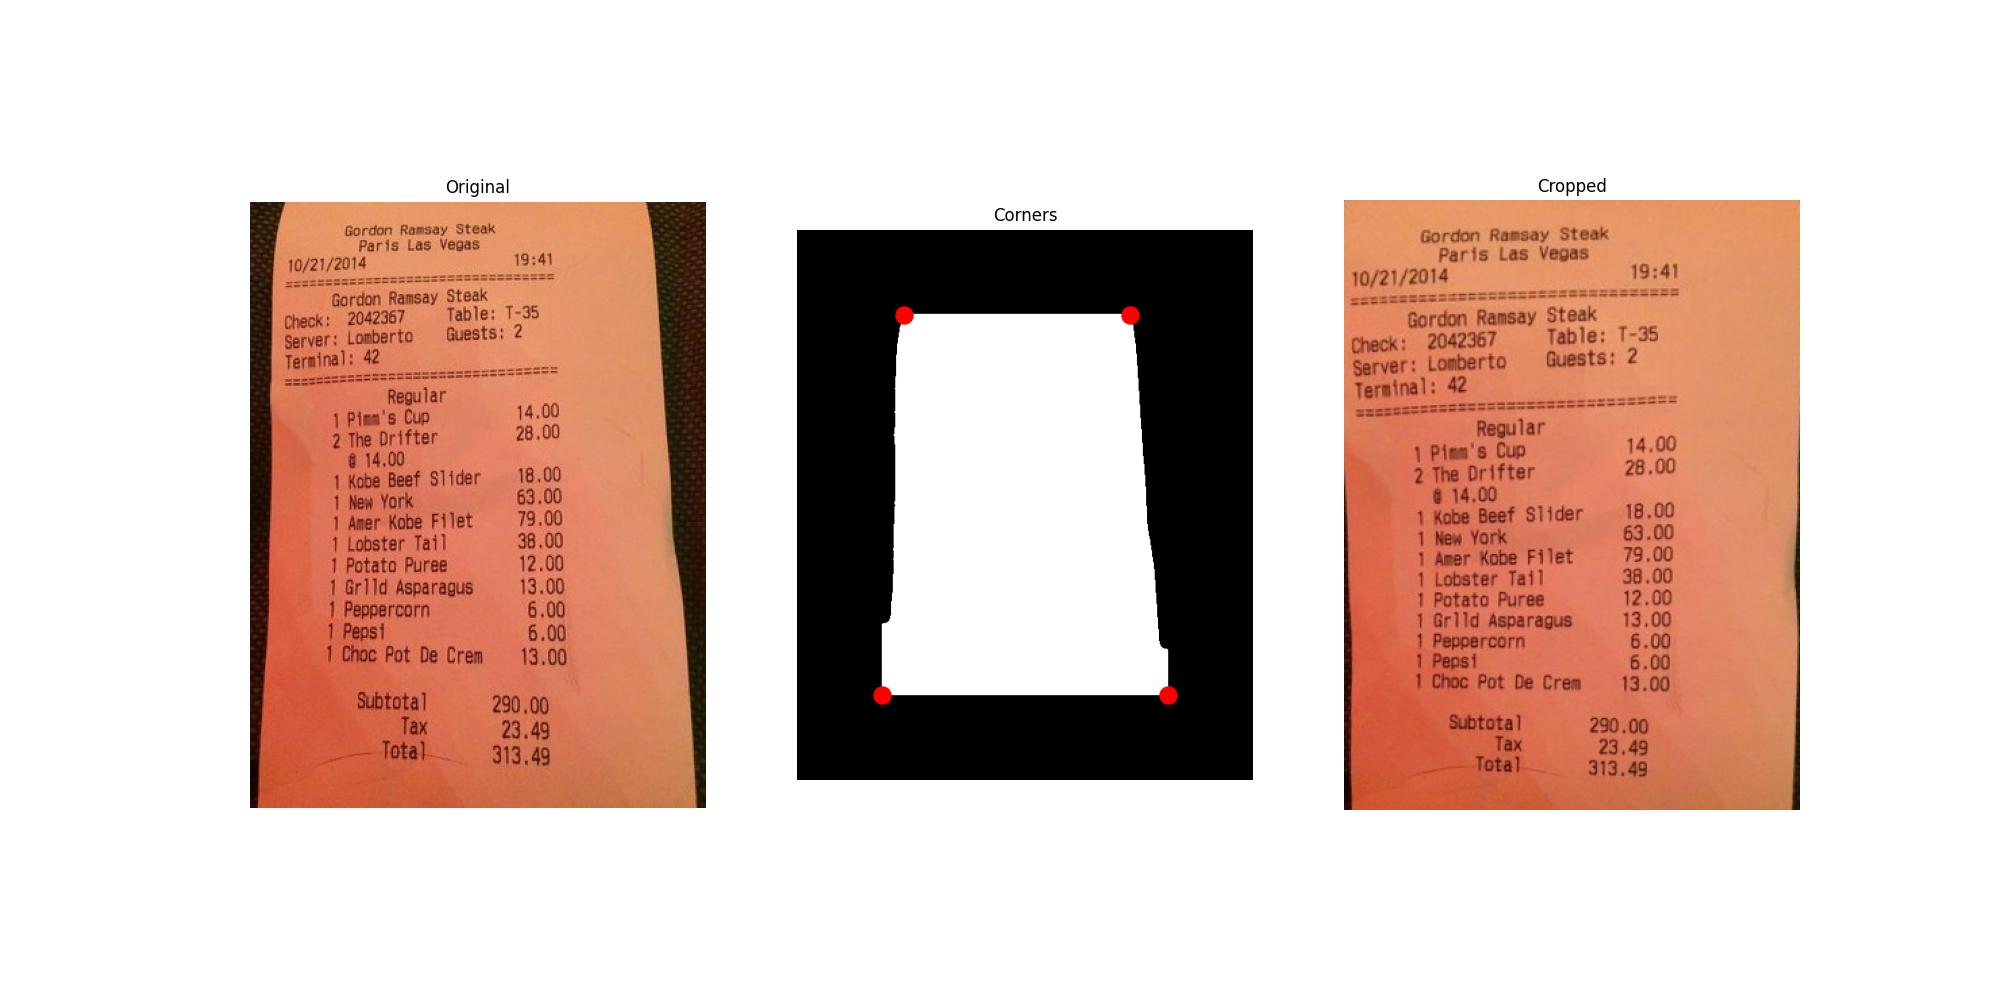 Original
Gordon Ramsay Steak
Paris Las Vegas
10/21/2014 19:41
==================================
Gordon Ramsay Steak
Check: 2042367 Table: T-35
Server: Lomberto Guests: 2
Terminal: 42
==================================
Regular
1 Pimm's Cup 14.00
2 The Drifter 28.00
@ 14.00
1 Kobe Beef Slider 18.00
1 New York 63.00
1 Amer Kobe Filet 79.00
1 Lobster Tail 38.00
1 Potato Puree 12.00
1 Grlld Asparagus 13.00
1 Peppercorn 6.00
1 Pepsi 6.00
1 Choc Pot De Crem 13.00
Subtotal 290.00
Tax 23.49
Total 313.49
Corners
Cropped
Gordon Ramsay Steak
Paris Las Vegas
10/21/2014 19:41
==================================
Gordon Ramsay Steak
Check: 2042367 Table: T-35
Server: Lomberto Guests: 2
Terminal: 42
==================================
Regular
1 Pimm's Cup 14.00
2 The Drifter 28.00
@ 14.00
1 Kobe Beef Slider 18.00
1 New York 63.00
1 Amer Kobe Filet 79.00
1 Lobster Tail 38.00
1 Potato Puree 12.00
1 Grlld Asparagus 13.00
1 Peppercorn 6.00
1 Pepsi 6.00
1 Choc Pot De Crem 13.00
Subtotal 290.00
Tax 23.49
Total 313.49